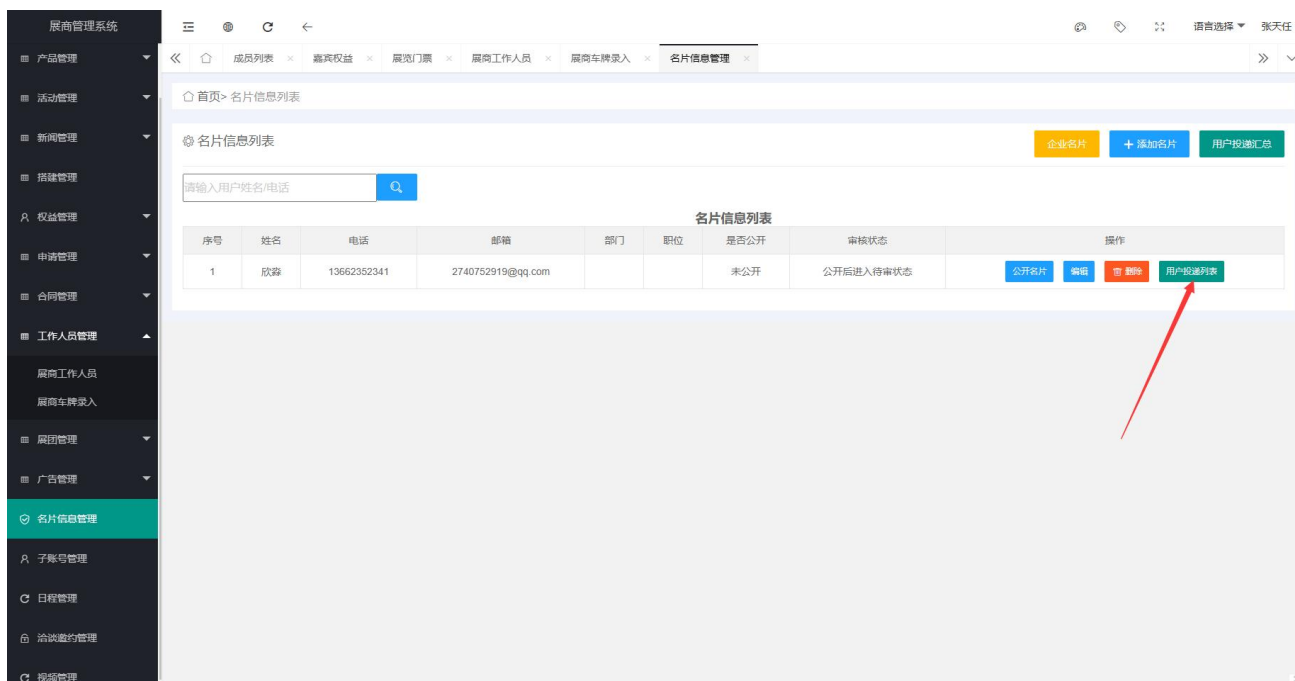 展商管理系统
语言选择
张天任
产品管理
成员列表
嘉宾权益
展览门票
展商工作人员
展商车牌录入
名片信息管理
活动管理
首页> 名片信息列表
新闻管理
名片信息列表
企业名片
+ 添加名片
用户投递汇总
搭建管理
请输入用户姓名/电话
权益管理
名片信息列表
序号 姓名 电话 邮箱 部门 职位 是否公开 审核状态 操作
申请管理
1 欣淼 13662352341 2740752919@qq.com 未公开 公开后进入待审状态 公开名片 编辑 删除 用户投递列表
合同管理
工作人员管理
展商工作人员
展商车牌录入
展团管理
广告管理
名片信息管理
子账号管理
日程管理
洽谈邀约管理
视频管理